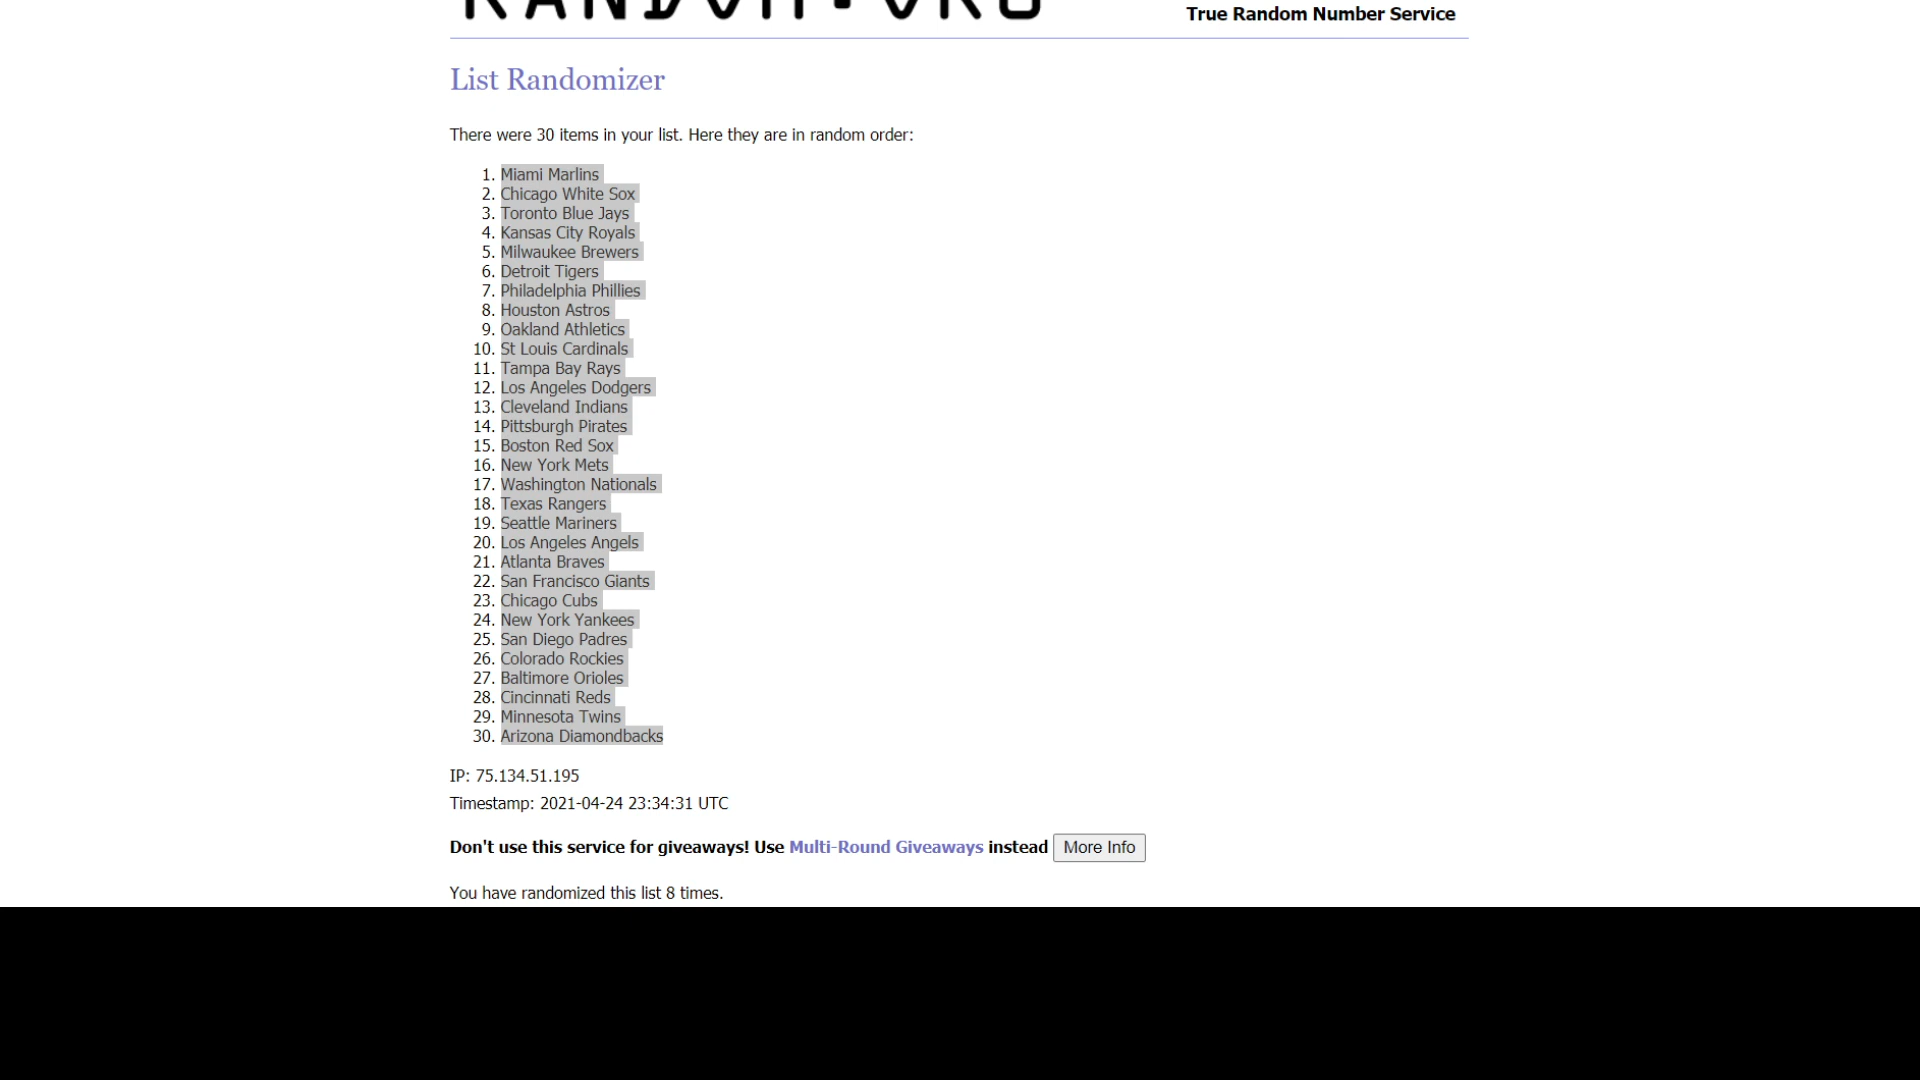 RANDOM.ORG
True Random Number Service
List Randomizer
There were 30 items in your list. Here they are in random order:
1. Miami Marlins
2. Chicago White Sox
3. Toronto Blue Jays
4. Kansas City Royals
5. Milwaukee Brewers
6. Detroit Tigers
7. Philadelphia Phillies
8. Houston Astros
9. Oakland Athletics
10. St Louis Cardinals
11. Tampa Bay Rays
12. Los Angeles Dodgers
13. Cleveland Indians
14. Pittsburgh Pirates
15. Boston Red Sox
16. New York Mets
17. Washington Nationals
18. Texas Rangers
19. Seattle Mariners
20. Los Angeles Angels
21. Atlanta Braves
22. San Francisco Giants
23. Chicago Cubs
24. New York Yankees
25. San Diego Padres
26. Colorado Rockies
27. Baltimore Orioles
28. Cincinnati Reds
29. Minnesota Twins
30. Arizona Diamondbacks
IP: 75.134.51.195
Timestamp: 2021-04-24 23:34:31 UTC
Don't use this service for giveaways! Use Multi-Round Giveaways instead More Info
You have randomized this list 8 times.